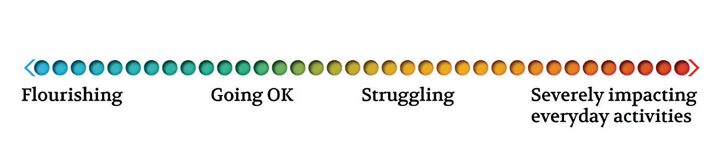 Flourishing
Going OK
Struggling
Severely impacting
everyday activities